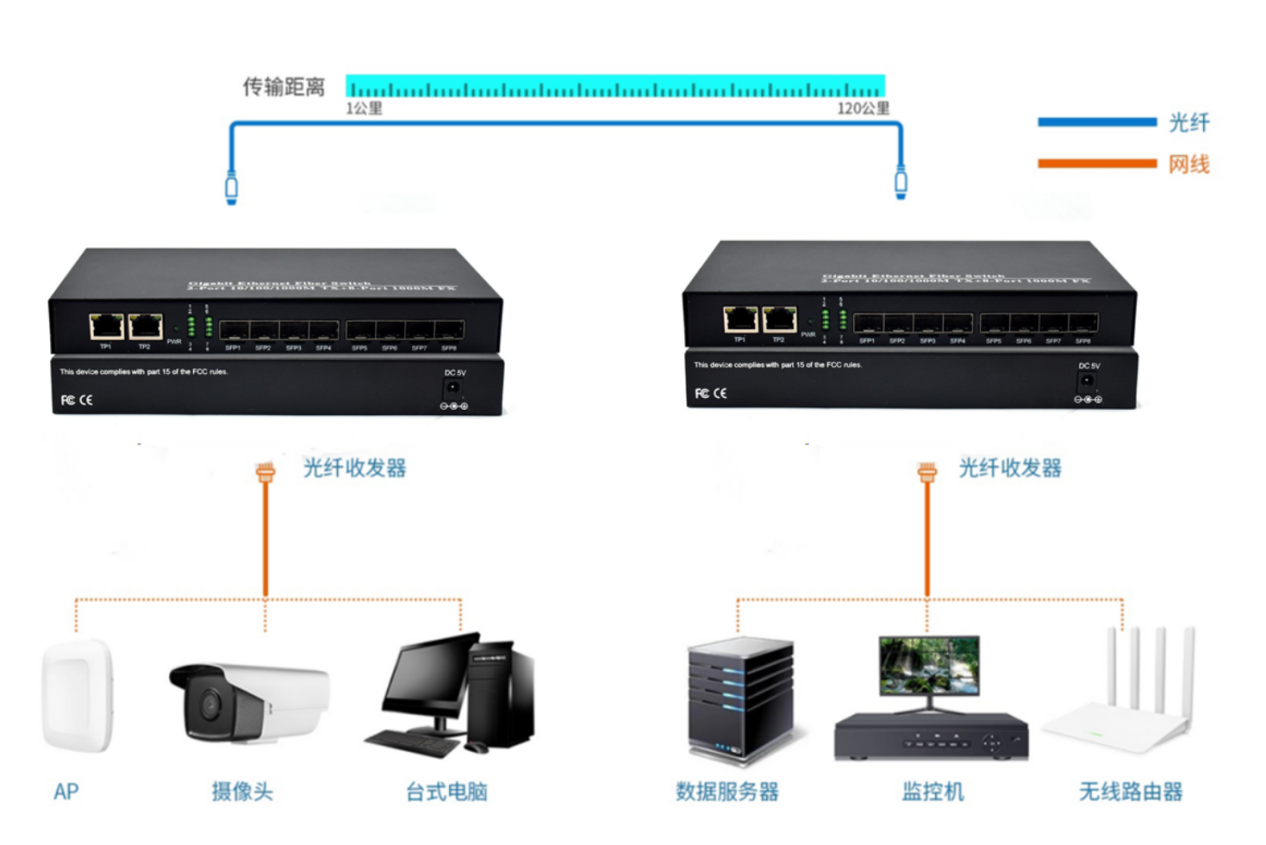 传输距离
1公里
120公里
光纤
网线
Gigabit Ethernet Fiber Switch
2-Port 10/100/1000M TX+8-Port 1000M FX
TP1 TP2 PWR SFP1 SFP2 SFP3 SFP4 SFP5 SFP6 SFP7 SFP8
This device complies with part 15 of the FCC rules.
DC 5V
FC CE
Gigabit Ethernet Fiber Switch
2-Port 10/100/1000M TX+8-Port 1000M FX
TP1 TP2 PWR SFP1 SFP2 SFP3 SFP4 SFP5 SFP6 SFP7 SFP8
This device complies with part 15 of the FCC rules.
DC 5V
FC CE
光纤收发器
光纤收发器
AP
摄像头
台式电脑
数据服务器
监控机
无线路由器